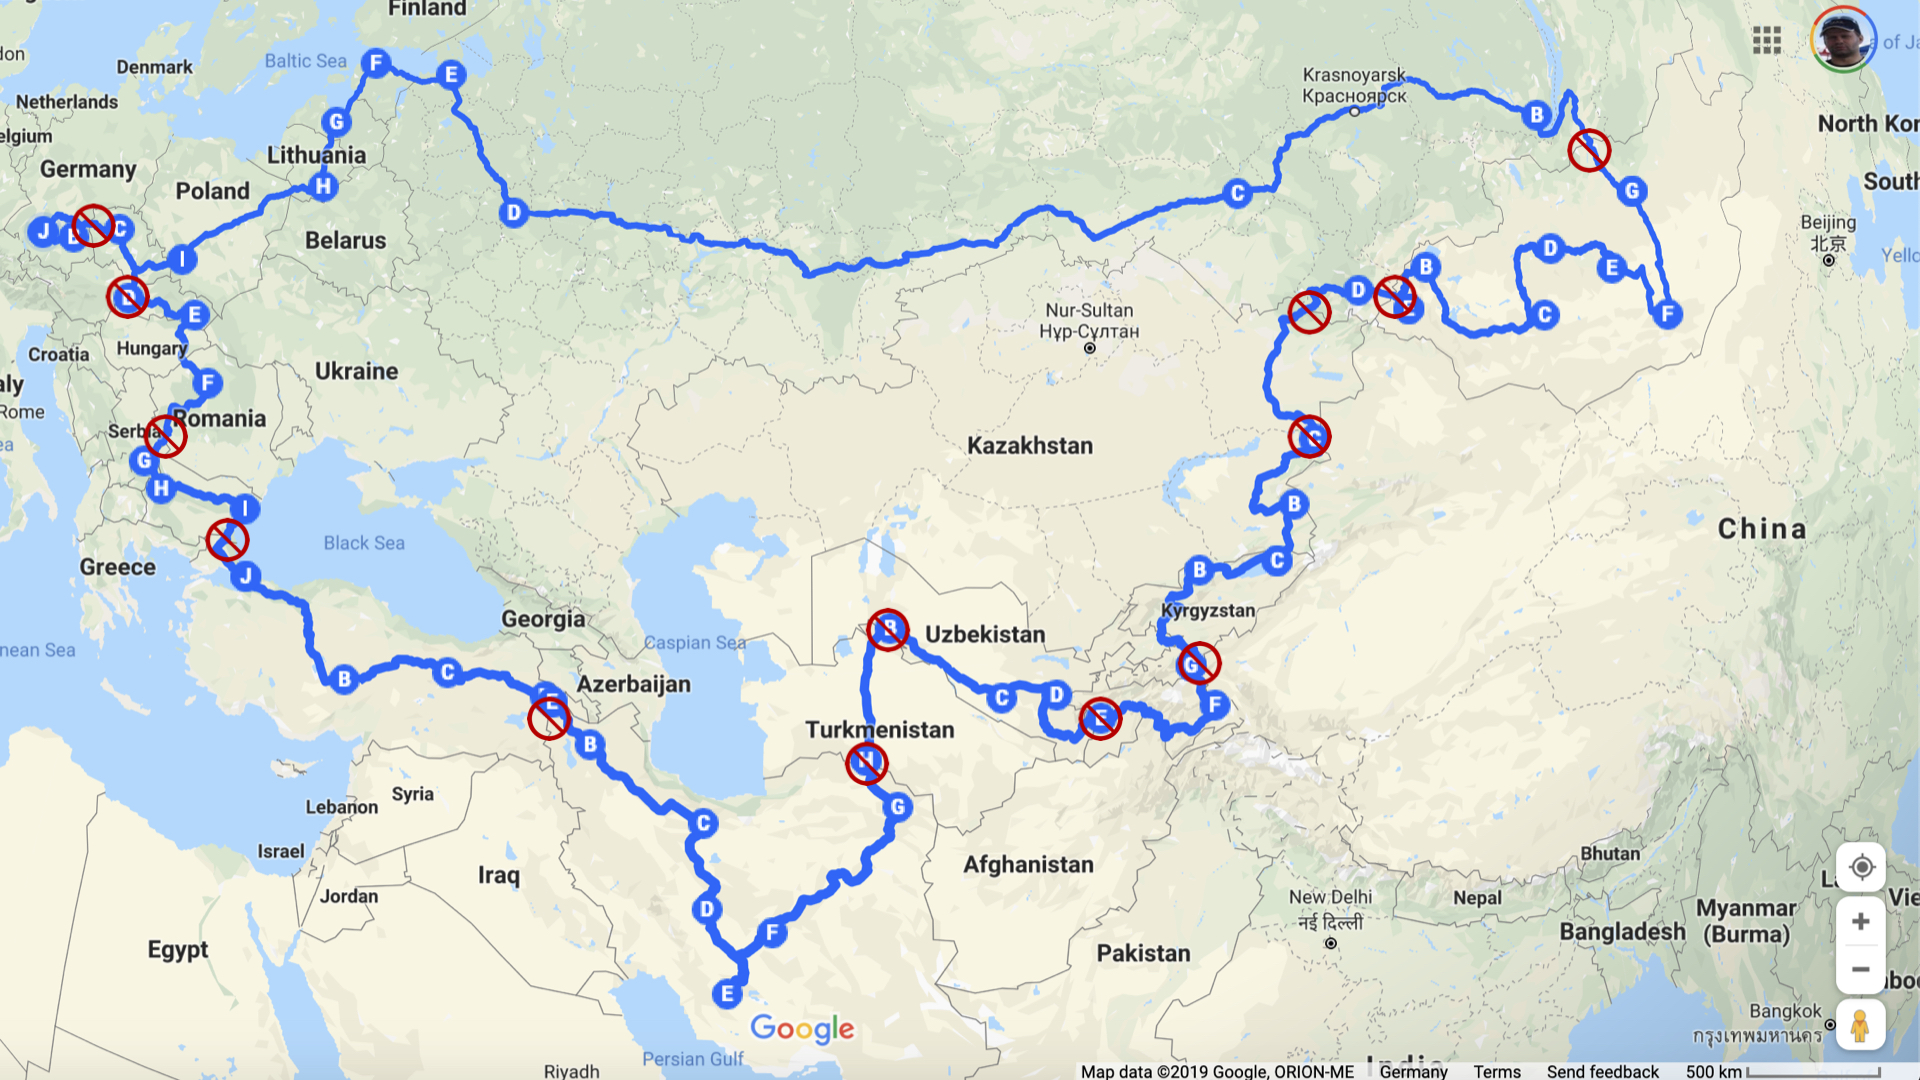 Finland
don
Denmark
Baltic Sea
F
E
Krasnoyarsk
Красноярск
of Ja
Netherlands
elgium
G
B
North Kor
Germany
Lithuania
Poland
H
D
C
G
South
J
C
I
Belarus
Beijing
北京
Yello
D
E
B
D
E
Nur-Sultan
Нұр-Сұлтан
C
F
Croatia
Hungary
Ukraine
aly
Rome
F
Serbia
Romania
Kazakhstan
G
H
I
B
China
ea
Black Sea
Greece
J
B
C
Georgia
Caspian Sea
B
Uzbekistan
Kyrgyzstan
nean Sea
B
C
Azerbaijan
E
C
D
G
F
E
Turkmenistan
B
H
Lebanon
Syria
G
C
Israel
Iraq
Jordan
Afghanistan
Bhutan
New Delhi
नई दिल्ली
Nepal
Myanmar
(Burma)
Vie
D
F
Egypt
Pakistan
Bangladesh
E
Google
Bangkok
กรุงเทพมหานคร
Persian Gulf
Riyadh
India
Map data ©2019 Google, ORION-ME
Germany
Terms
Send feedback
500 km